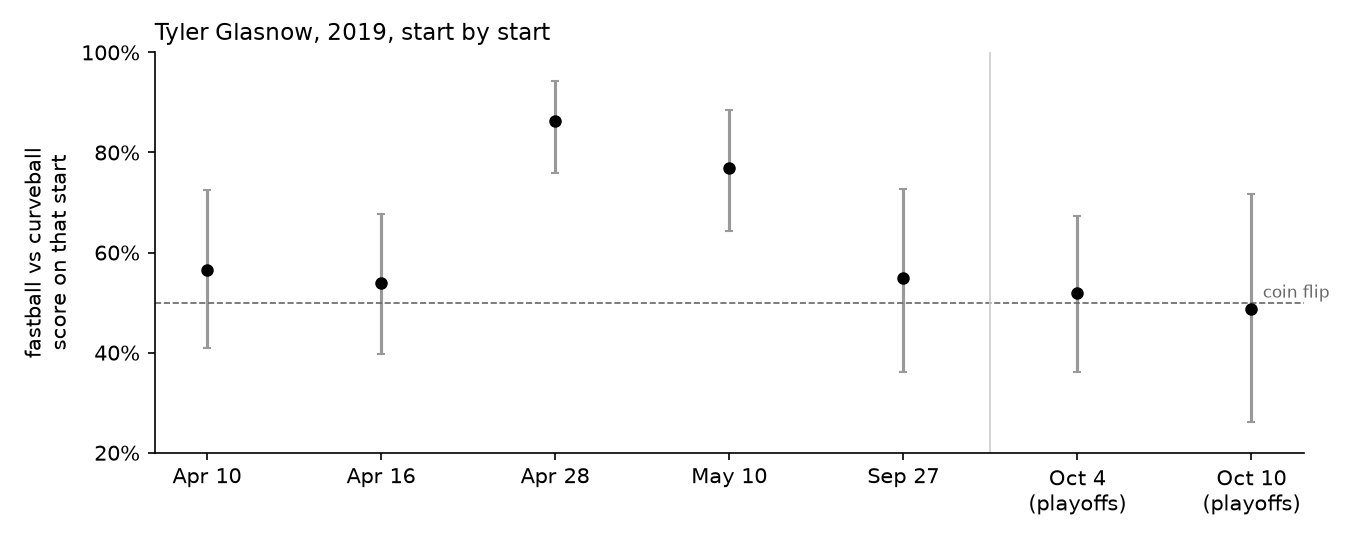 Tyler Glasnow, 2019, start by start
fastball vs curveball
score on that start
100%
80%
60%
40%
20%
coin flip
Apr 10
Apr 16
Apr 28
May 10
Sep 27
Oct 4
(playoffs)
Oct 10
(playoffs)